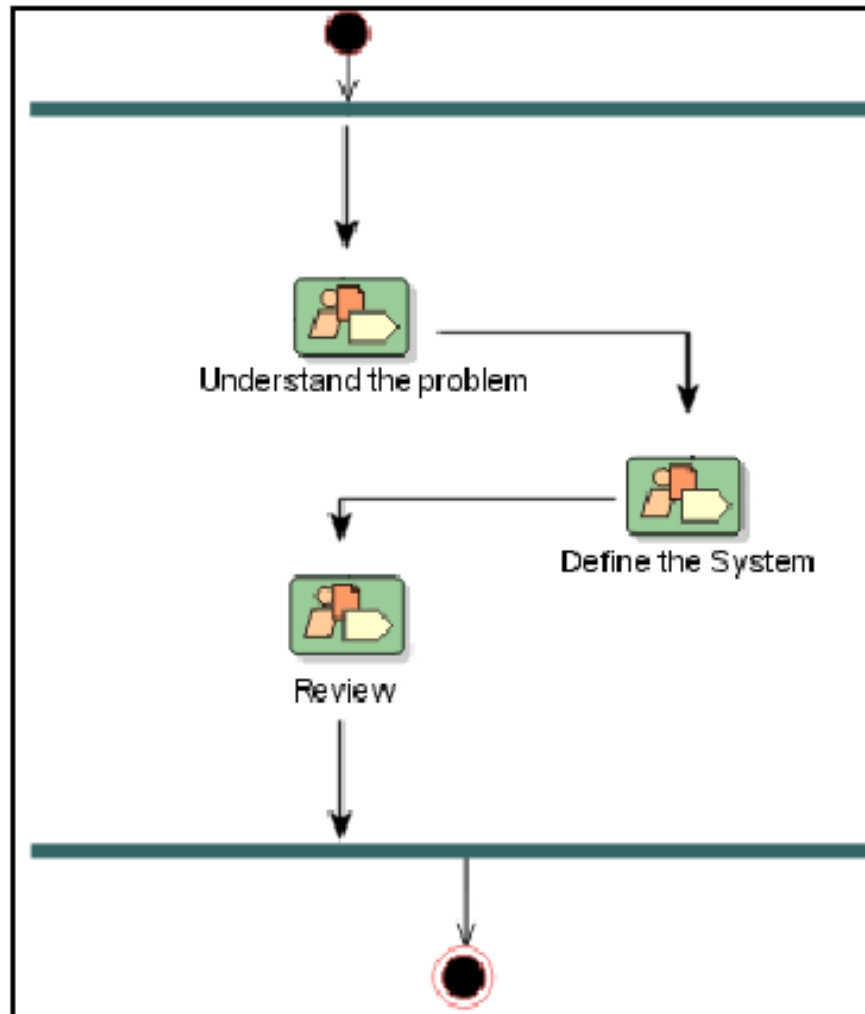 Understand the problem
Define the System
Review